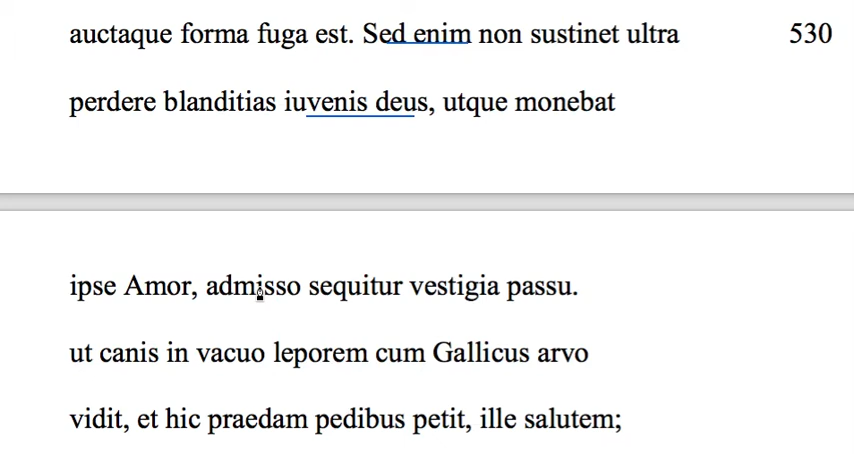 auctaque forma fuga est. Sed enim non sustinet ultra 530
perdere blanditias iuvenis deus, utque monebat
ipse Amor, admisso sequitur vestigia passu.
ut canis in vacuo leporem cum Gallicus arvo
vidit, et hic praedam pedibus petit, ille salutem;